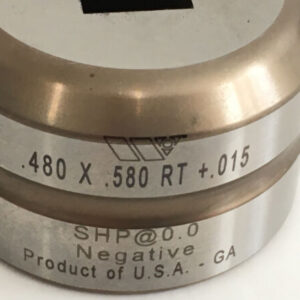 .480 X .580 RT +.015
SHP@0.0
Negative
Product of U.S.A. - GA